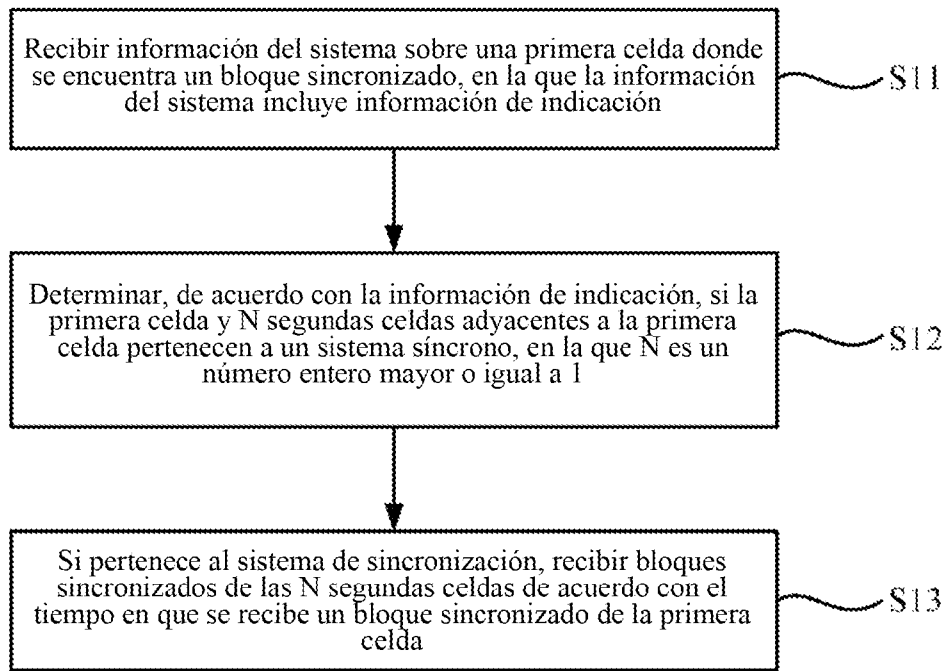 Recibir información del sistema sobre una primera celda donde
se encuentra un bloque sincronizado, en la que la información
del sistema incluye información de indicación
S11
Determinar, de acuerdo con la información de indicación, si la
primera celda y N segundas celdas adyacentes a la primera
celda pertenecen a un sistema síncrono, en la que N es un
número entero mayor o igual a 1
S12
Si pertenece al sistema de sincronización, recibir bloques
sincronizados de las N segundas celdas de acuerdo con el
tiempo en que se recibe un bloque sincronizado de la primera
celda
S13